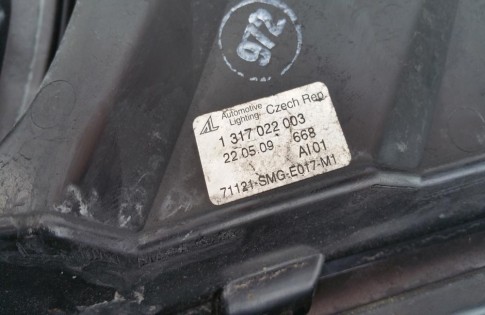 972
Automotive Lighting Czech Rep.
1 317 022 003
22.05.09 668
AI01
71121-SMG-E017-M1